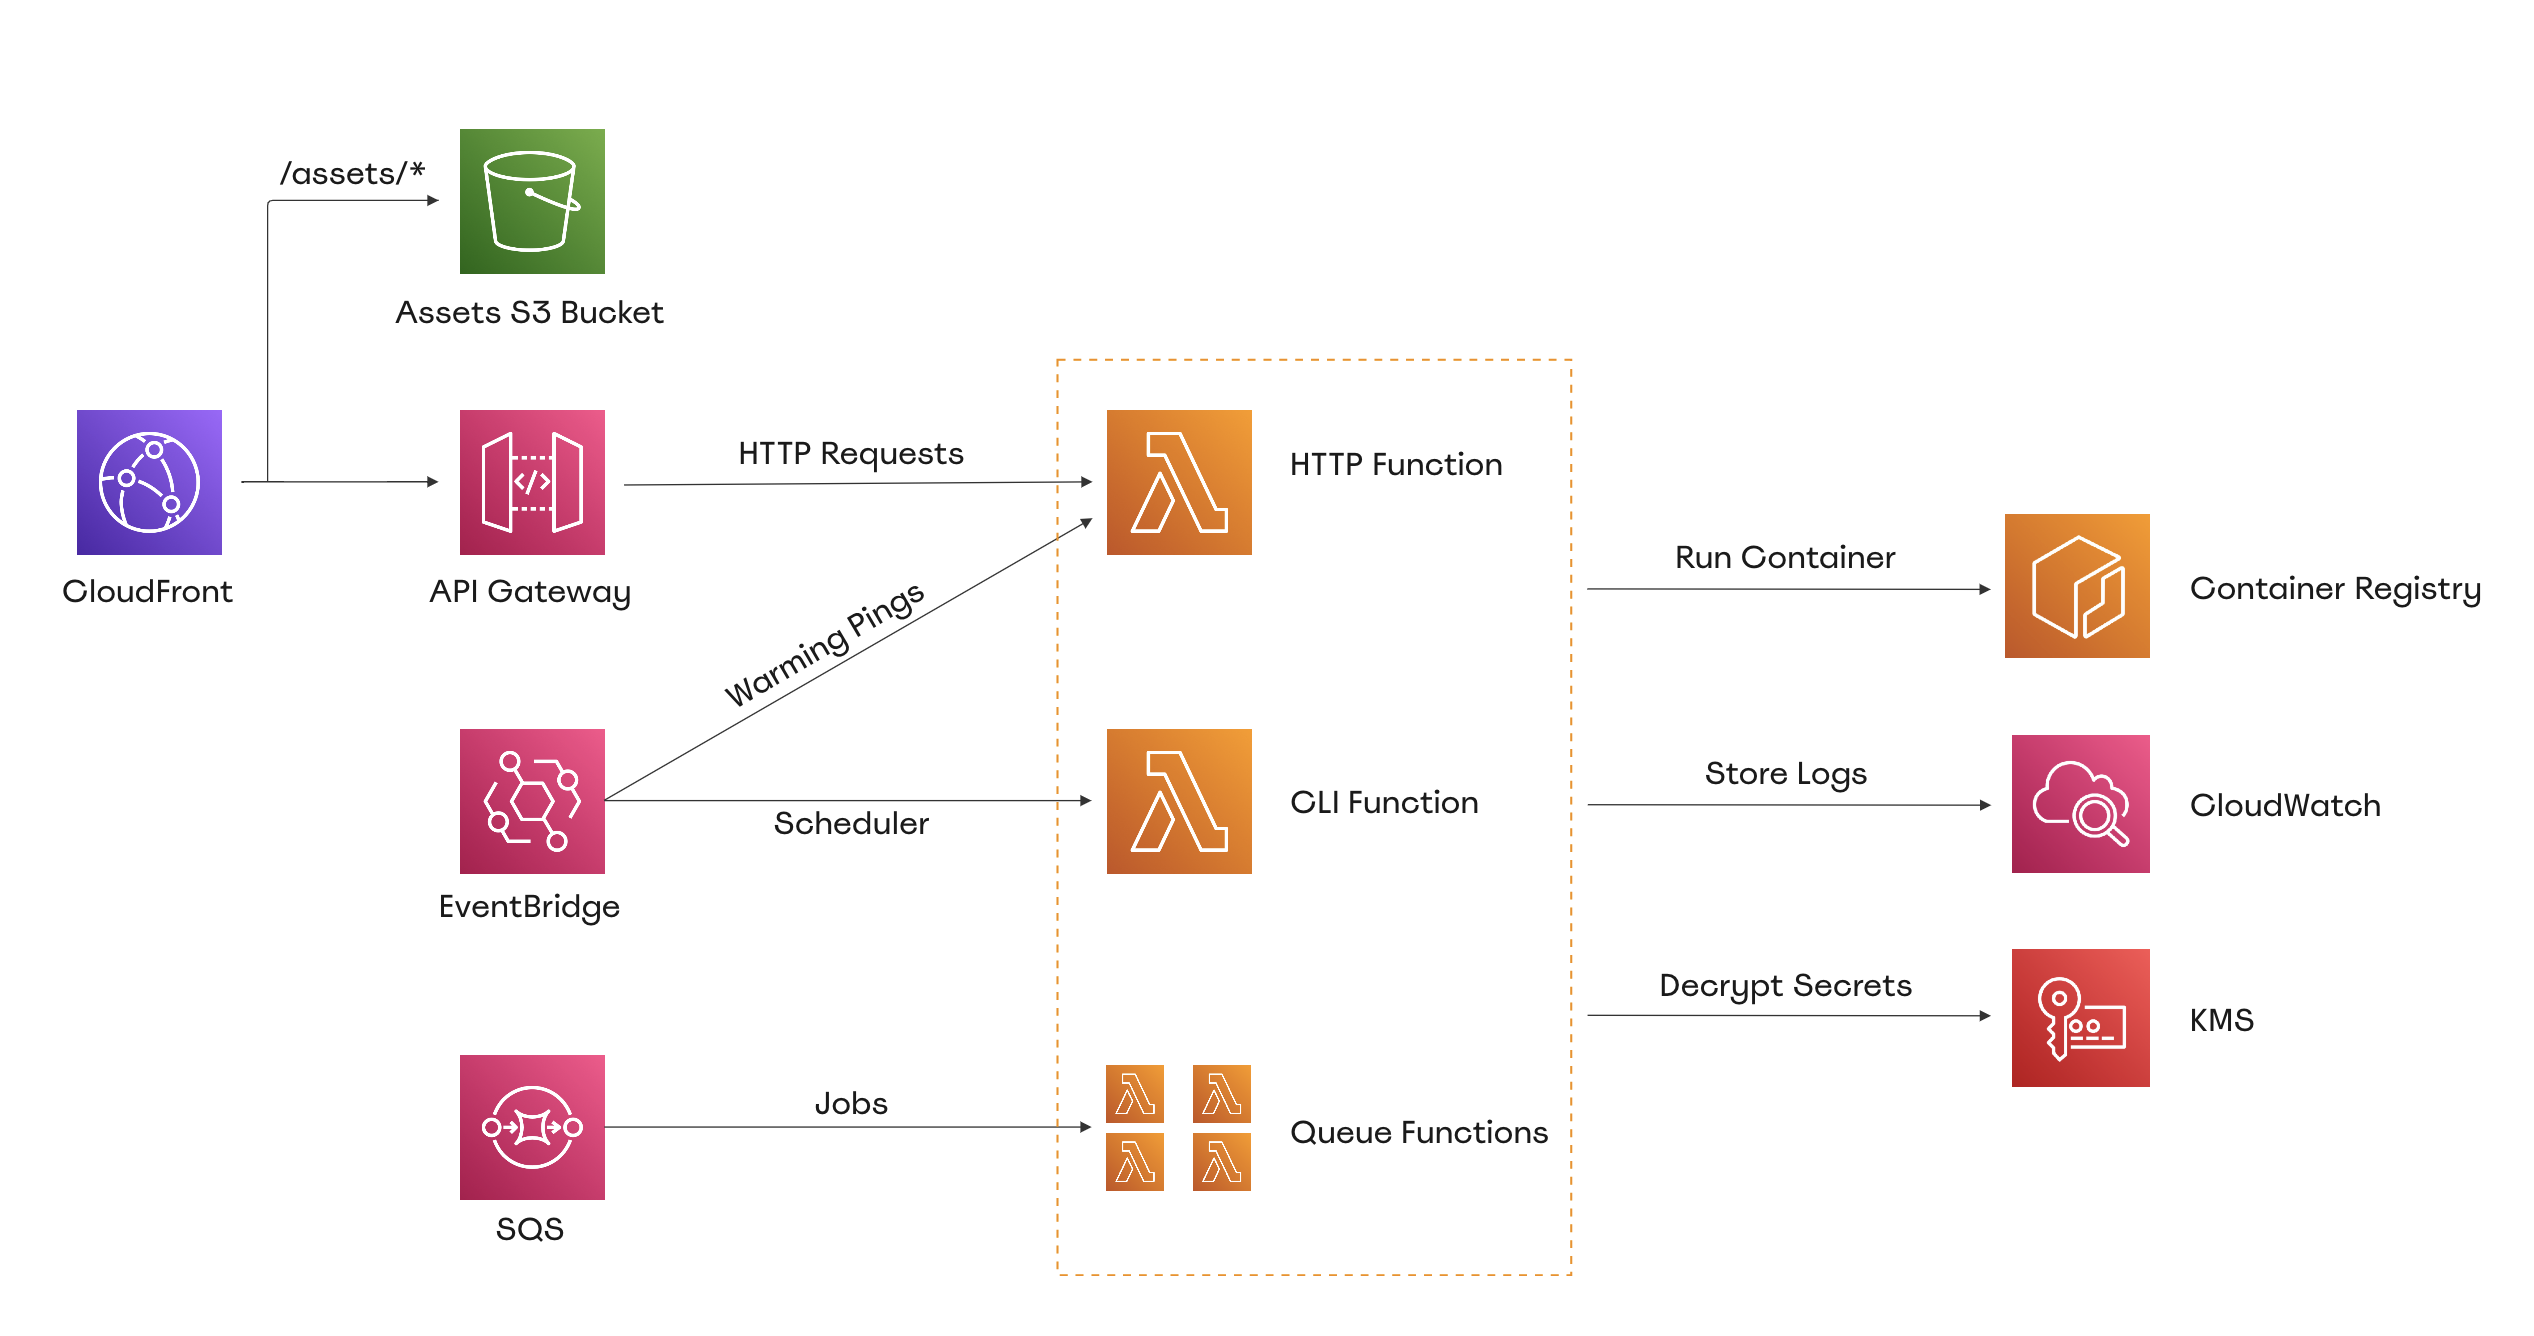 /assets/*
Assets S3 Bucket
CloudFront
API Gateway
HTTP Requests
HTTP Function
Warming Pings
EventBridge
Scheduler
CLI Function
SQS
Jobs
Queue Functions
Run Container
Container Registry
Store Logs
CloudWatch
Decrypt Secrets
KMS